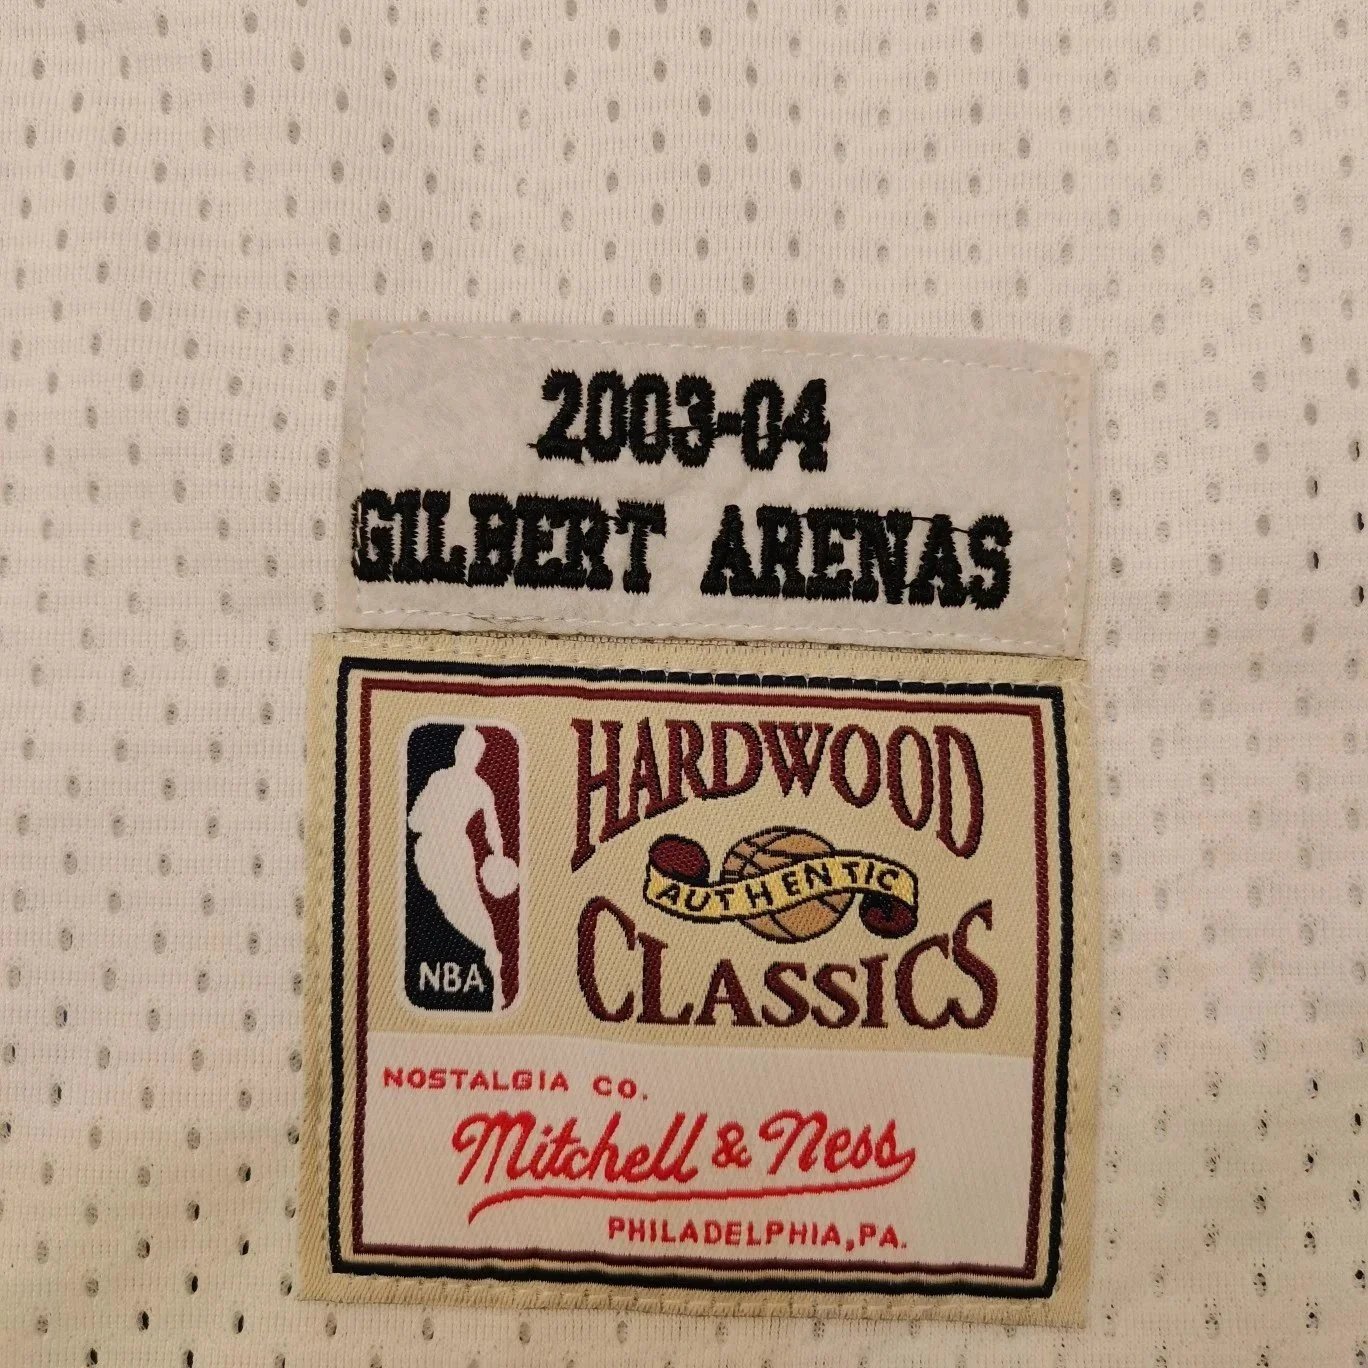 2003-04
GILBERT ARENAS
HARDWOOD
AUTHENTIC
CLASSICS
NBA
NOSTALGIA CO.
Mitchell & Ness
PHILADELPHIA, PA.